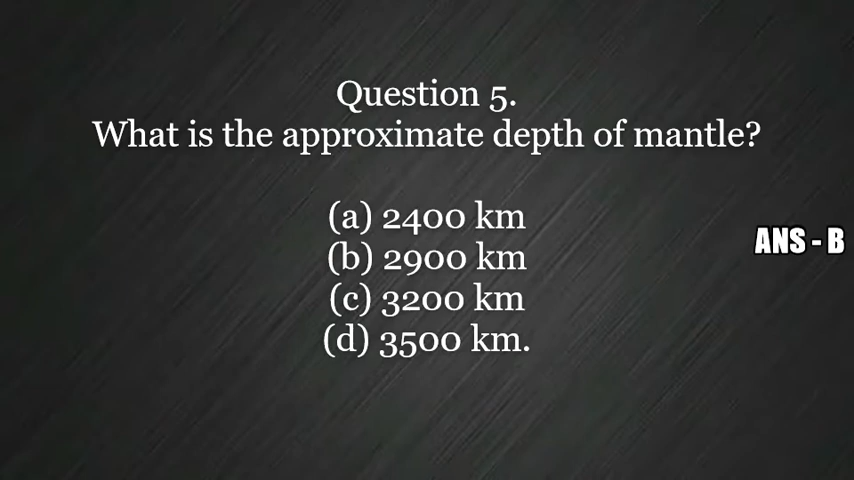 Question 5.
What is the approximate depth of mantle?
(a) 2400 km
(b) 2900 km
(c) 3200 km
(d) 3500 km.
ANS - B